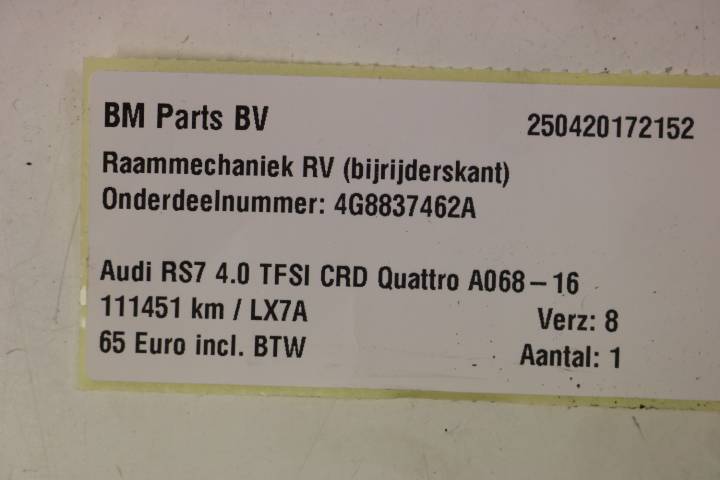 BM Parts BV 250420172152
Raammechaniek RV (bijrijderskant)
Onderdeelnummer: 4G8837462A
Audi RS7 4.0 TFSI CRD Quattro A068 – 16
111451 km / LX7A Verz: 8
65 Euro incl. BTW Aantal: 1